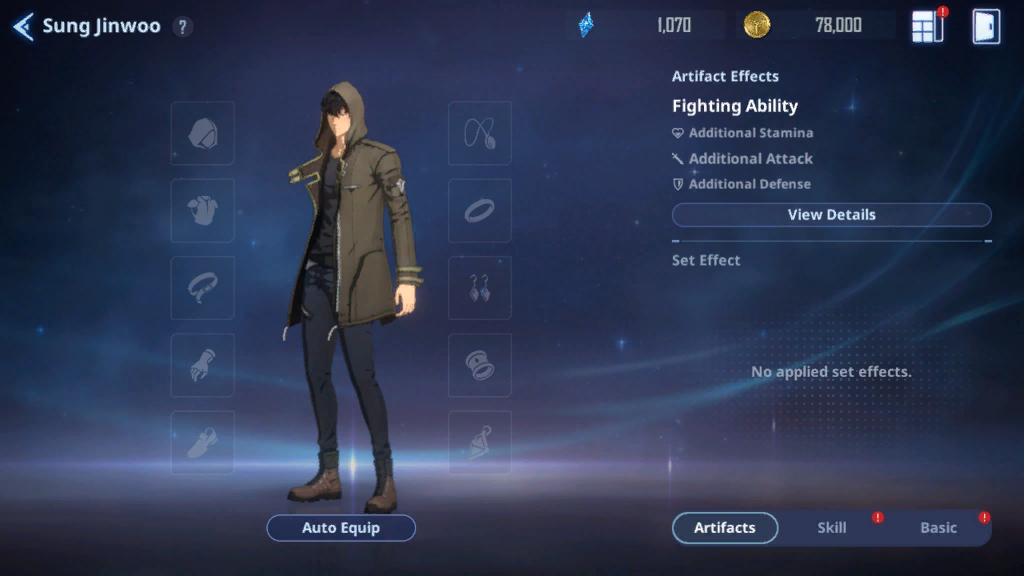 Sung Jinwoo ?
1,070
78,000
!
Artifact Effects
Fighting Ability
Additional Stamina
Additional Attack
Additional Defense
View Details
Set Effect
No applied set effects.
Auto Equip
Artifacts
Skill !
Basic !